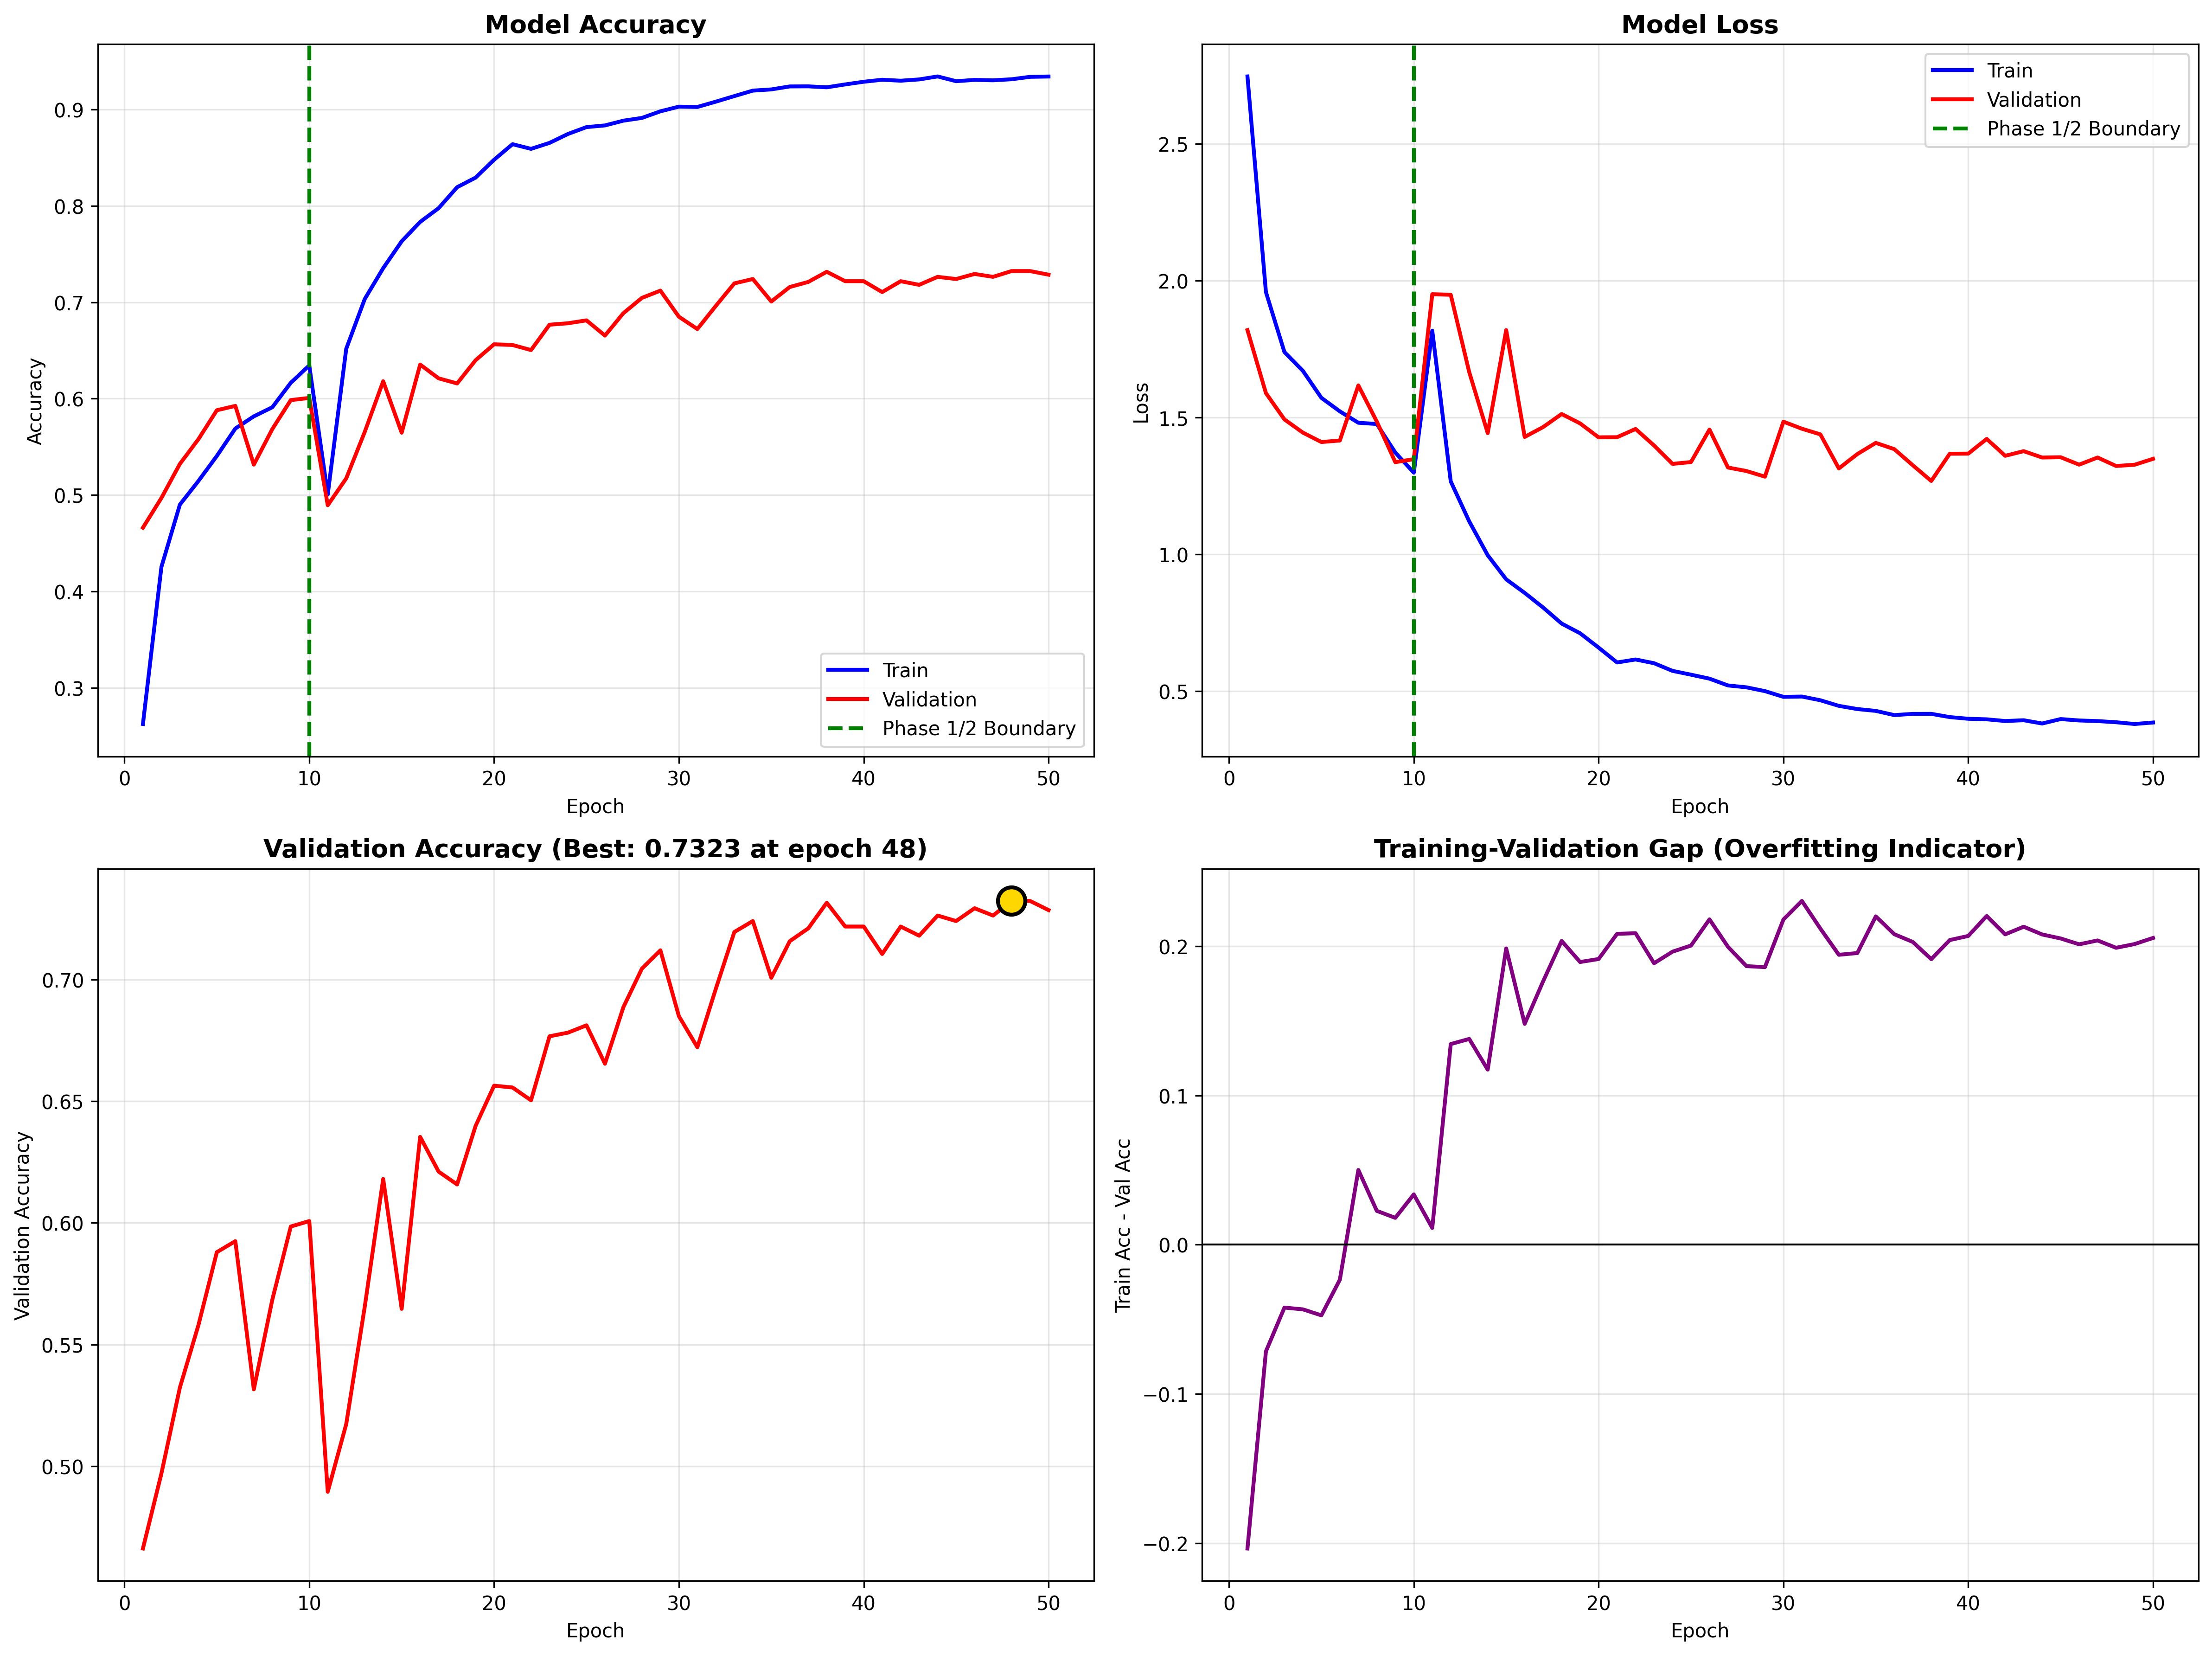 Model Accuracy
Accuracy
0.9
0.8
0.7
0.6
0.5
0.4
0.3
Train
Validation
Phase 1/2 Boundary
0 10 20 30 40 50
Epoch
Model Loss
Loss
2.5
2.0
1.5
1.0
0.5
Train
Validation
Phase 1/2 Boundary
0 10 20 30 40 50
Epoch
Validation Accuracy (Best: 0.7323 at epoch 48)
Validation Accuracy
0.70
0.65
0.60
0.55
0.50
0 10 20 30 40 50
Epoch
Training-Validation Gap (Overfitting Indicator)
Train Acc - Val Acc
0.2
0.1
0.0
−0.1
−0.2
0 10 20 30 40 50
Epoch